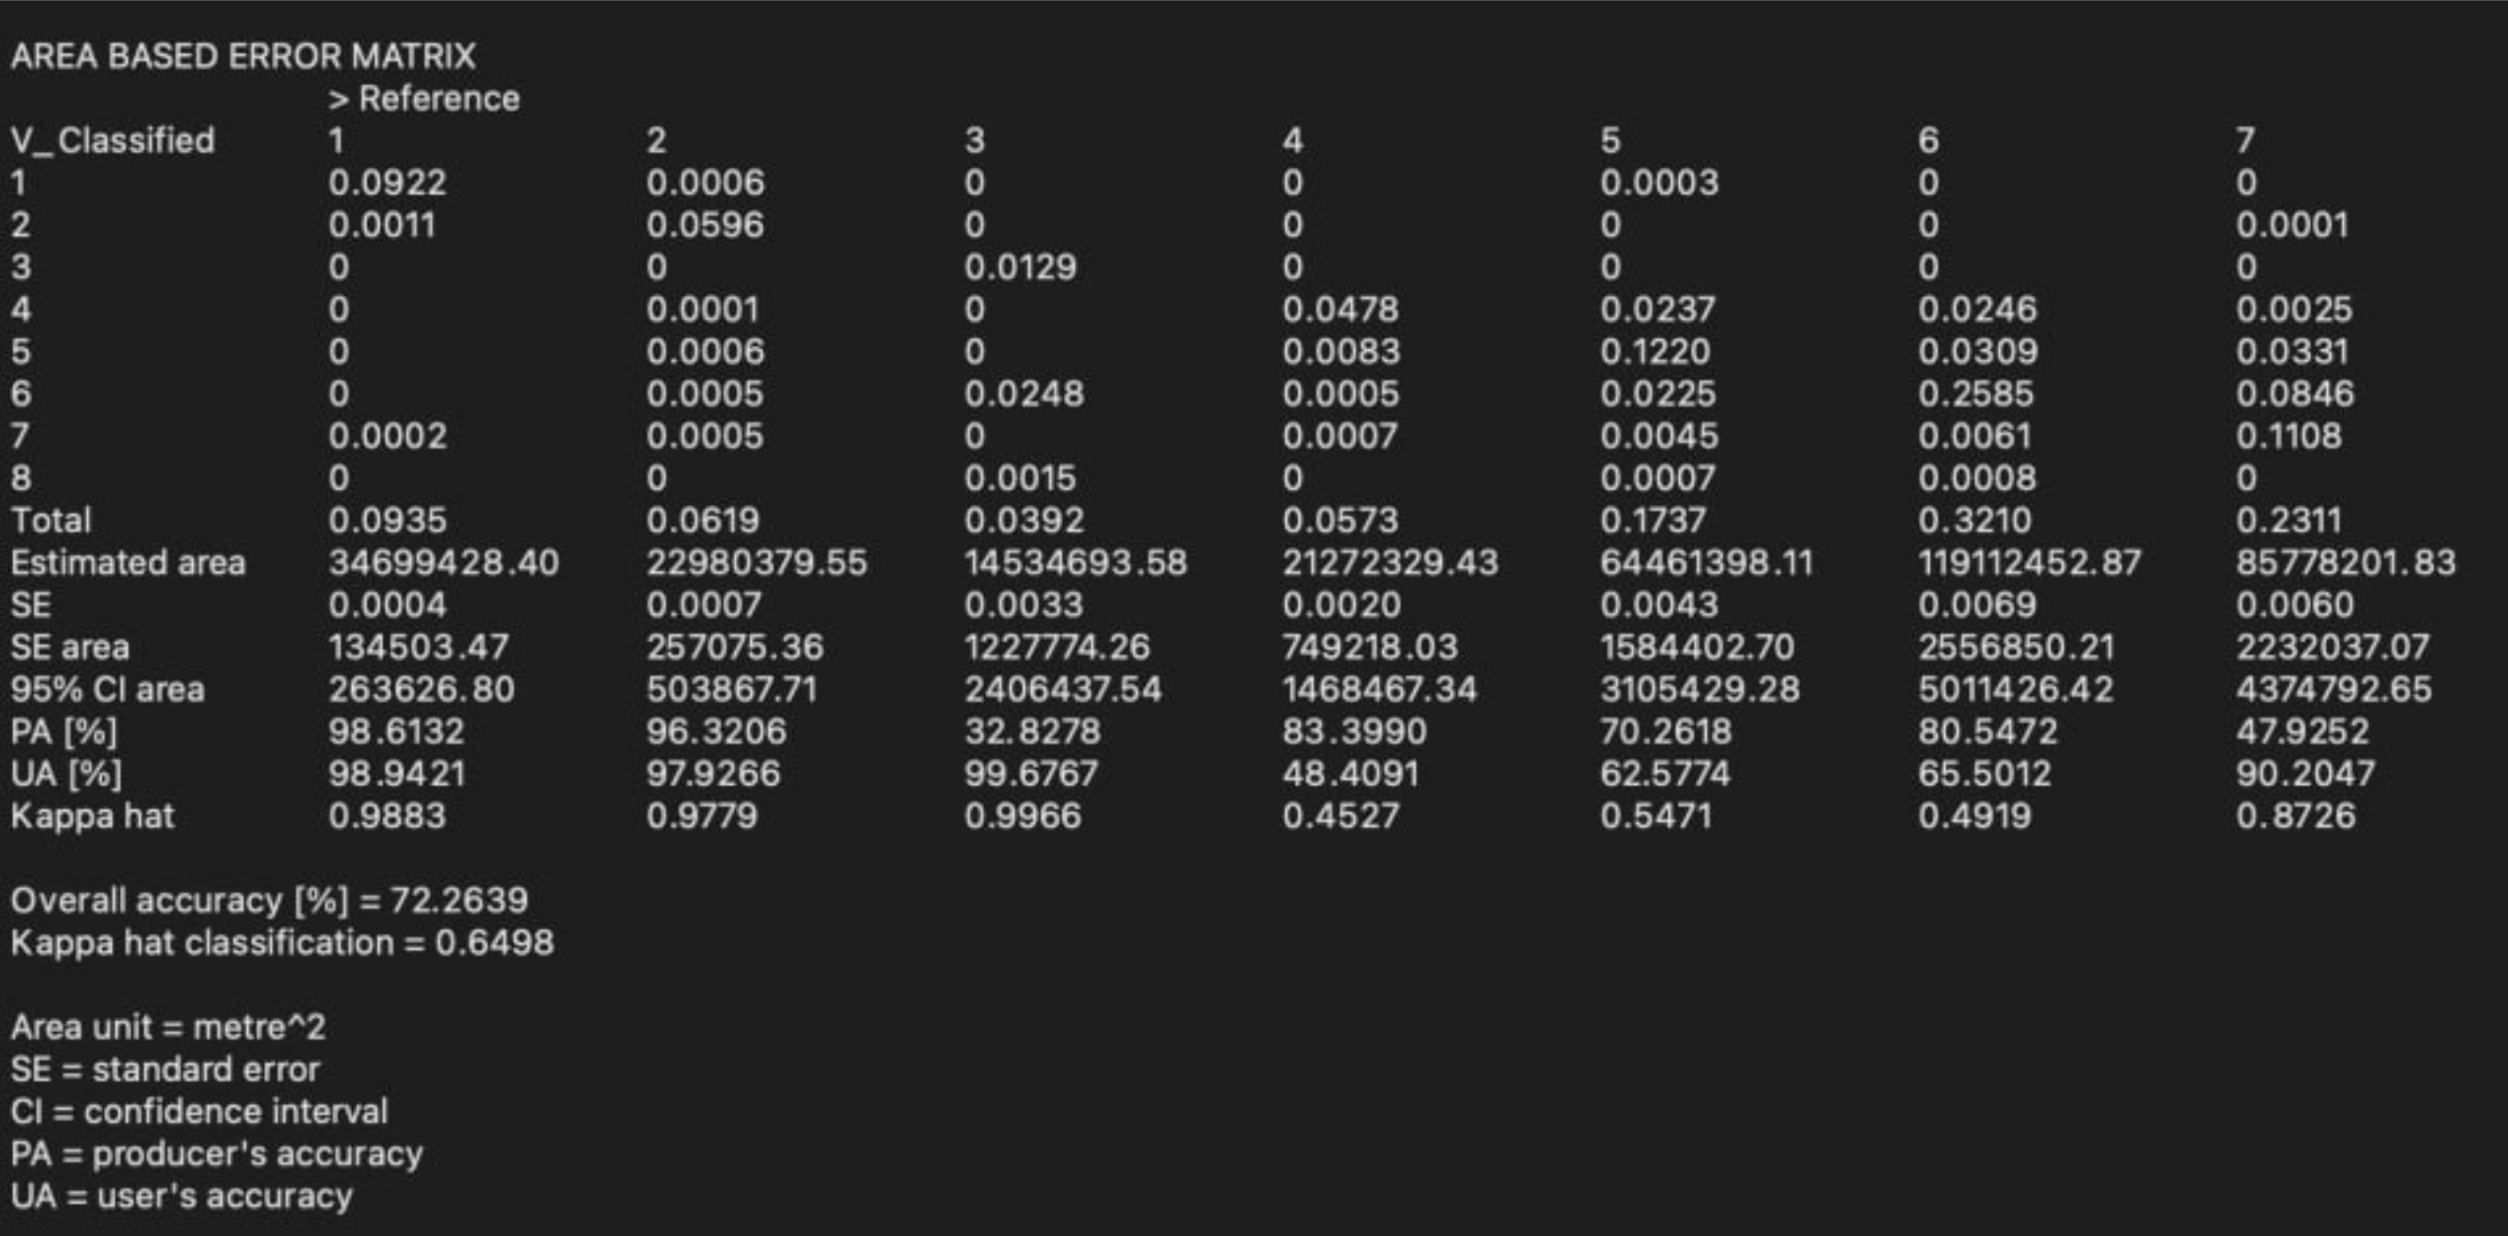 AREA BASED ERROR MATRIX
> Reference
V_Classified 1 2 3 4 5 6 7
1 0.0922 0.0006 0 0 0.0003 0 0
2 0.0011 0.0596 0 0 0 0 0.0001
3 0 0 0.0129 0 0 0 0
4 0 0.0001 0 0.0478 0.0237 0.0246 0.0025
5 0 0.0006 0 0.0083 0.1220 0.0309 0.0331
6 0 0.0005 0.0248 0.0005 0.0225 0.2585 0.0846
7 0.0002 0.0005 0 0.0007 0.0045 0.0061 0.1108
8 0 0 0.0015 0 0.0007 0.0008 0
Total 0.0935 0.0619 0.0392 0.0573 0.1737 0.3210 0.2311
Estimated area 34699428.40 22980379.55 14534693.58 21272329.43 64461398.11 119112452.87 85778201.83
SE 0.0004 0.0007 0.0033 0.0020 0.0043 0.0069 0.0060
SE area 134503.47 257075.36 1227774.26 749218.03 1584402.70 2556850.21 2232037.07
95% CI area 263626.80 503867.71 2406437.54 1468467.34 3105429.28 5011426.42 4374792.65
PA [%] 98.6132 96.3206 32.8278 83.3990 70.2618 80.5472 47.9252
UA [%] 98.9421 97.9266 99.6767 48.4091 62.5774 65.5012 90.2047
Kappa hat 0.9883 0.9779 0.9966 0.4527 0.5471 0.4919 0.8726
Overall accuracy [%] = 72.2639
Kappa hat classification = 0.6498
Area unit = metre^2
SE = standard error
CI = confidence interval
PA = producer's accuracy
UA = user's accuracy